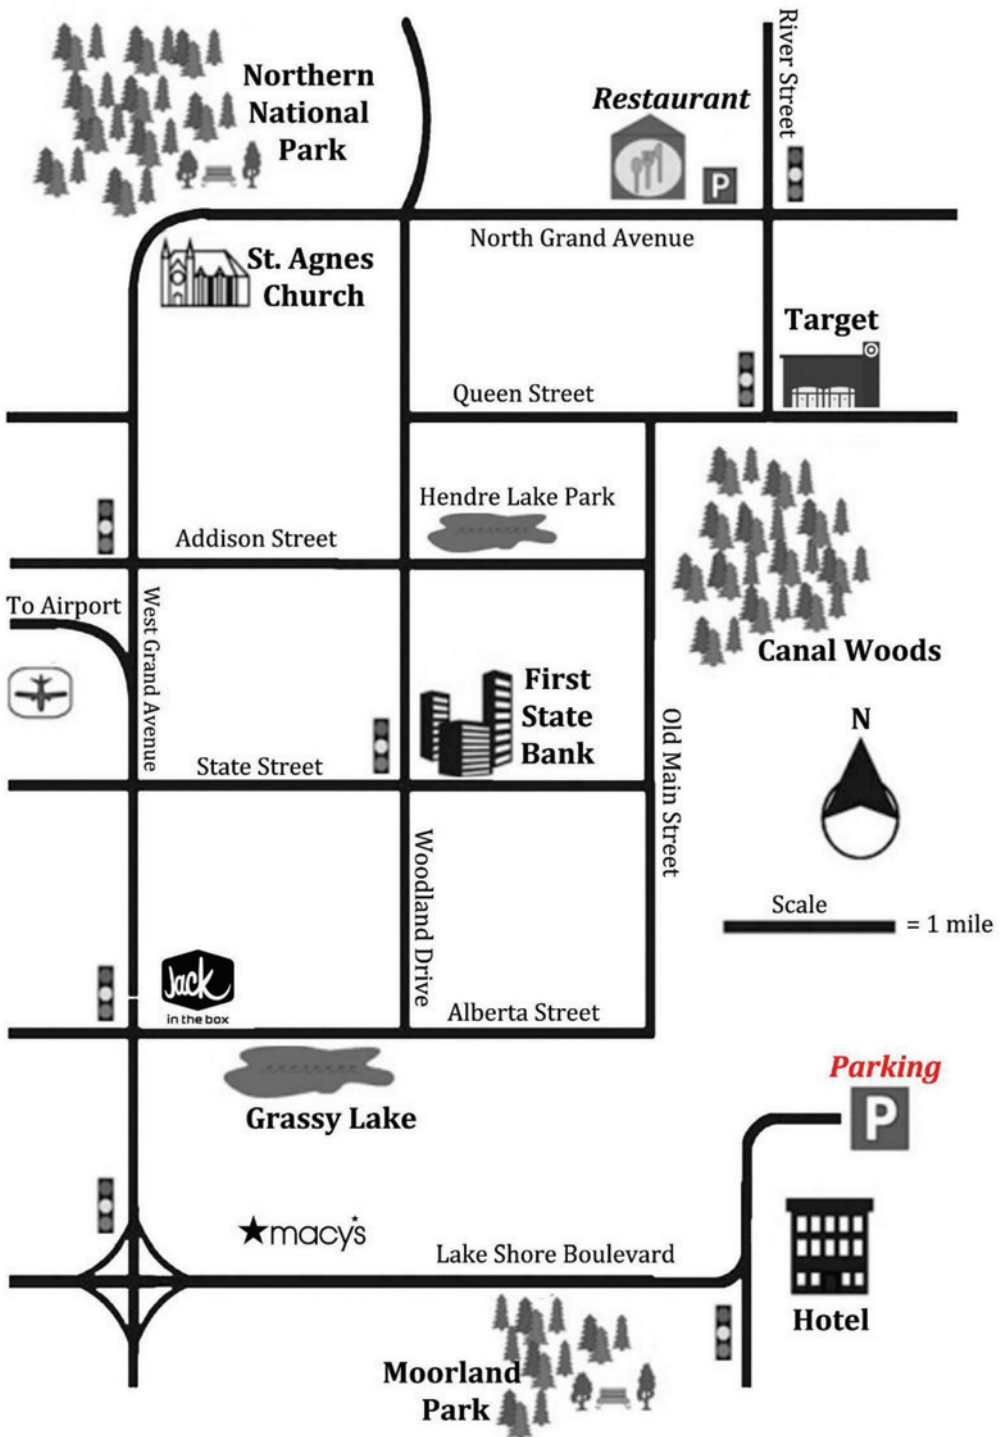 Northern
National
Park
Restaurant
P
River Street
North Grand Avenue
St. Agnes
Church
Target
Queen Street
Hendre Lake Park
Addison Street
To Airport
West Grand Avenue
Canal Woods
First
State
Bank
State Street
Old Main Street
N
Woodland Drive
Scale
= 1 mile
Jack
in the box
Alberta Street
Parking
P
Grassy Lake
macy's
Lake Shore Boulevard
Hotel
Moorland
Park